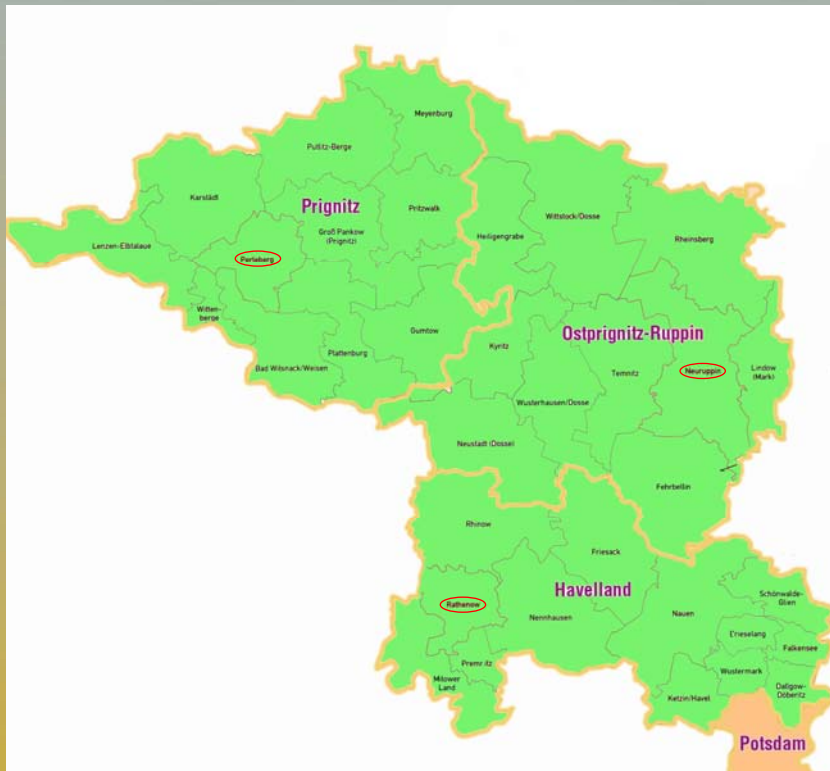 Meyenburg
Putlitz-Berge
Karstädt
Prignitz
Pritzwalk
Groß Pankow
(Prignitz)
Wittstock/Dosse
Heiligengrabe
Rheinsberg
Lenzen-Elbtalaue
Perleberg
Witten-
berge
Gumtow
Plattenburg
Bad Wilsnack/Weisen
Kyritz
Ostprignitz-Ruppin
Temnitz
Neuruppin
Lindow
(Mark)
Wusterhausen/Dosse
Neustadt (Dosse)
Fehrbellin
Rhinow
Friesack
Havelland
Rathenow
Nennhausen
Nauen
Schönwalde-
Glien
Falkensee
Premnitz
Milower
Land
Wustermark
Ketzin/Havel
Dallgow-
Döberitz
Potsdam